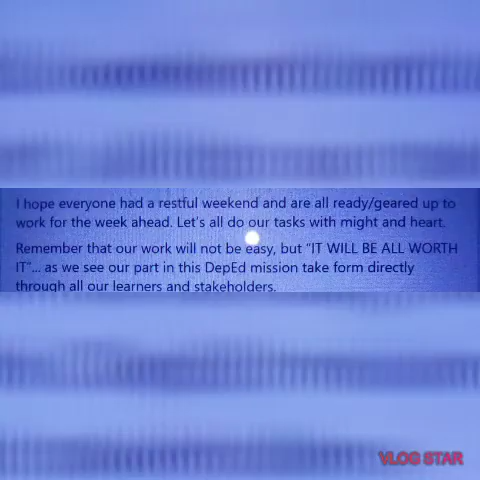 I hope everyone had a restful weekend and are all ready/geared up to
work for the week ahead. Let's all do our tasks with might and heart.
Remember that our work will not be easy, but "IT WILL BE ALL WORTH
IT"... as we see our part in this DepEd mission take form directly
through all our learners and stakeholders.
VLOG STAR